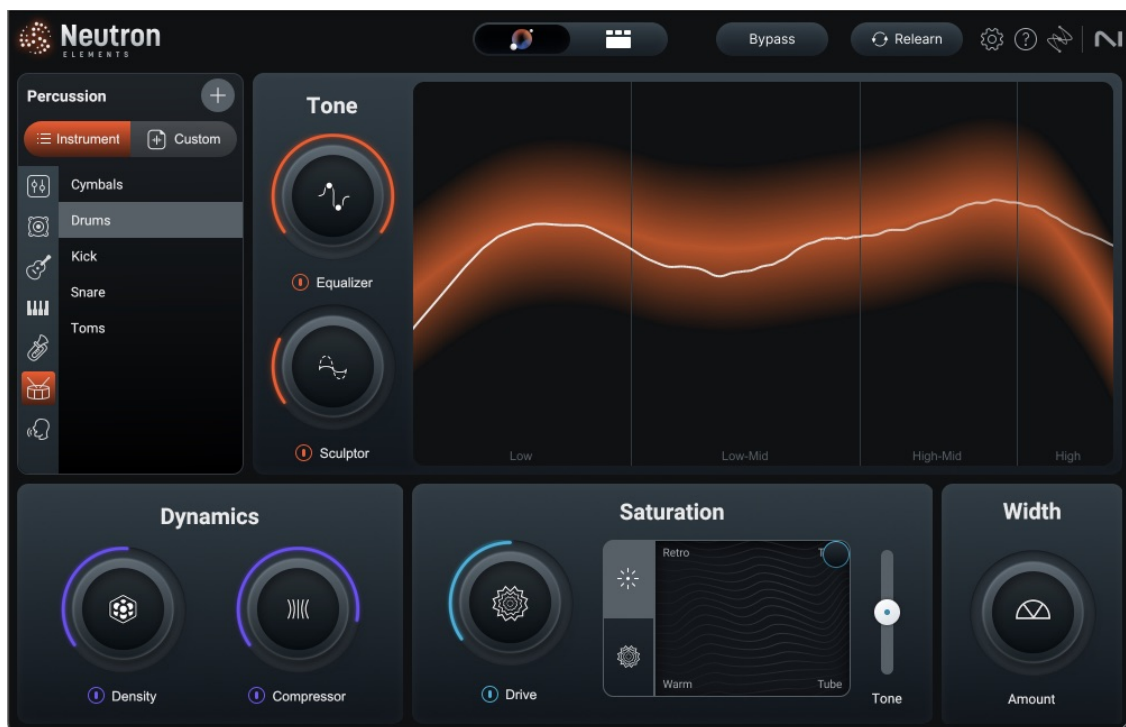 Neutron
ELEMENTS
Bypass
Relearn
Percussion
Instrument
Custom
Cymbals
Drums
Kick
Snare
Toms
Tone
Equalizer
Sculptor
Low
Low-Mid
High-Mid
High
Dynamics
Density
Compressor
Saturation
Drive
Retro
Warm
Tube
Tone
Width
Amount